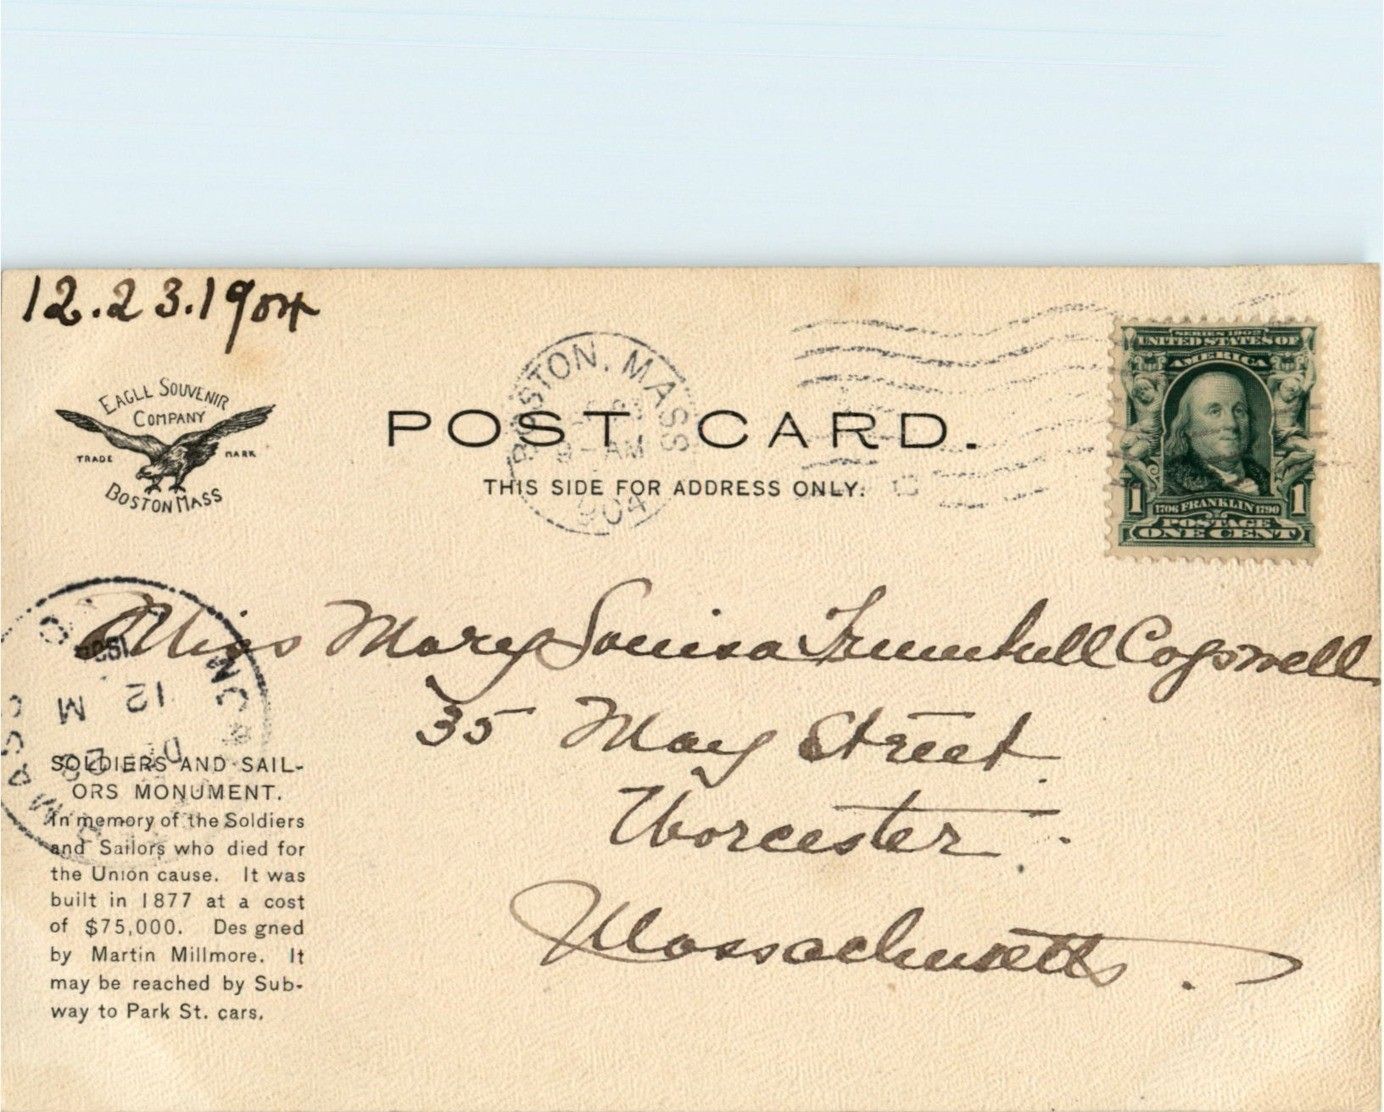 12.23.1904
EAGLE SOUVENIR
COMPANY
TRADE MARK
BOSTON MASS
BOSTON, MASS
AM
1904
POST CARD.
THIS SIDE FOR ADDRESS ONLY.
SERIES 1902
UNITED STATES OF
AMERICA
1 1
1706 FRANKLIN 1790
POSTAGE
ONE CENT
Miss Mary Louisa Trumbull Cogswell
35 May Street.
Worcester.
Massachusetts.
12 M
SOLDIERS AND SAIL-
ORS MONUMENT.
In memory of the Soldiers
and Sailors who died for
the Union cause. It was
built in 1877 at a cost
of $75,000. Des gned
by Martin Millmore. It
may be reached by Sub-
way to Park St. cars.